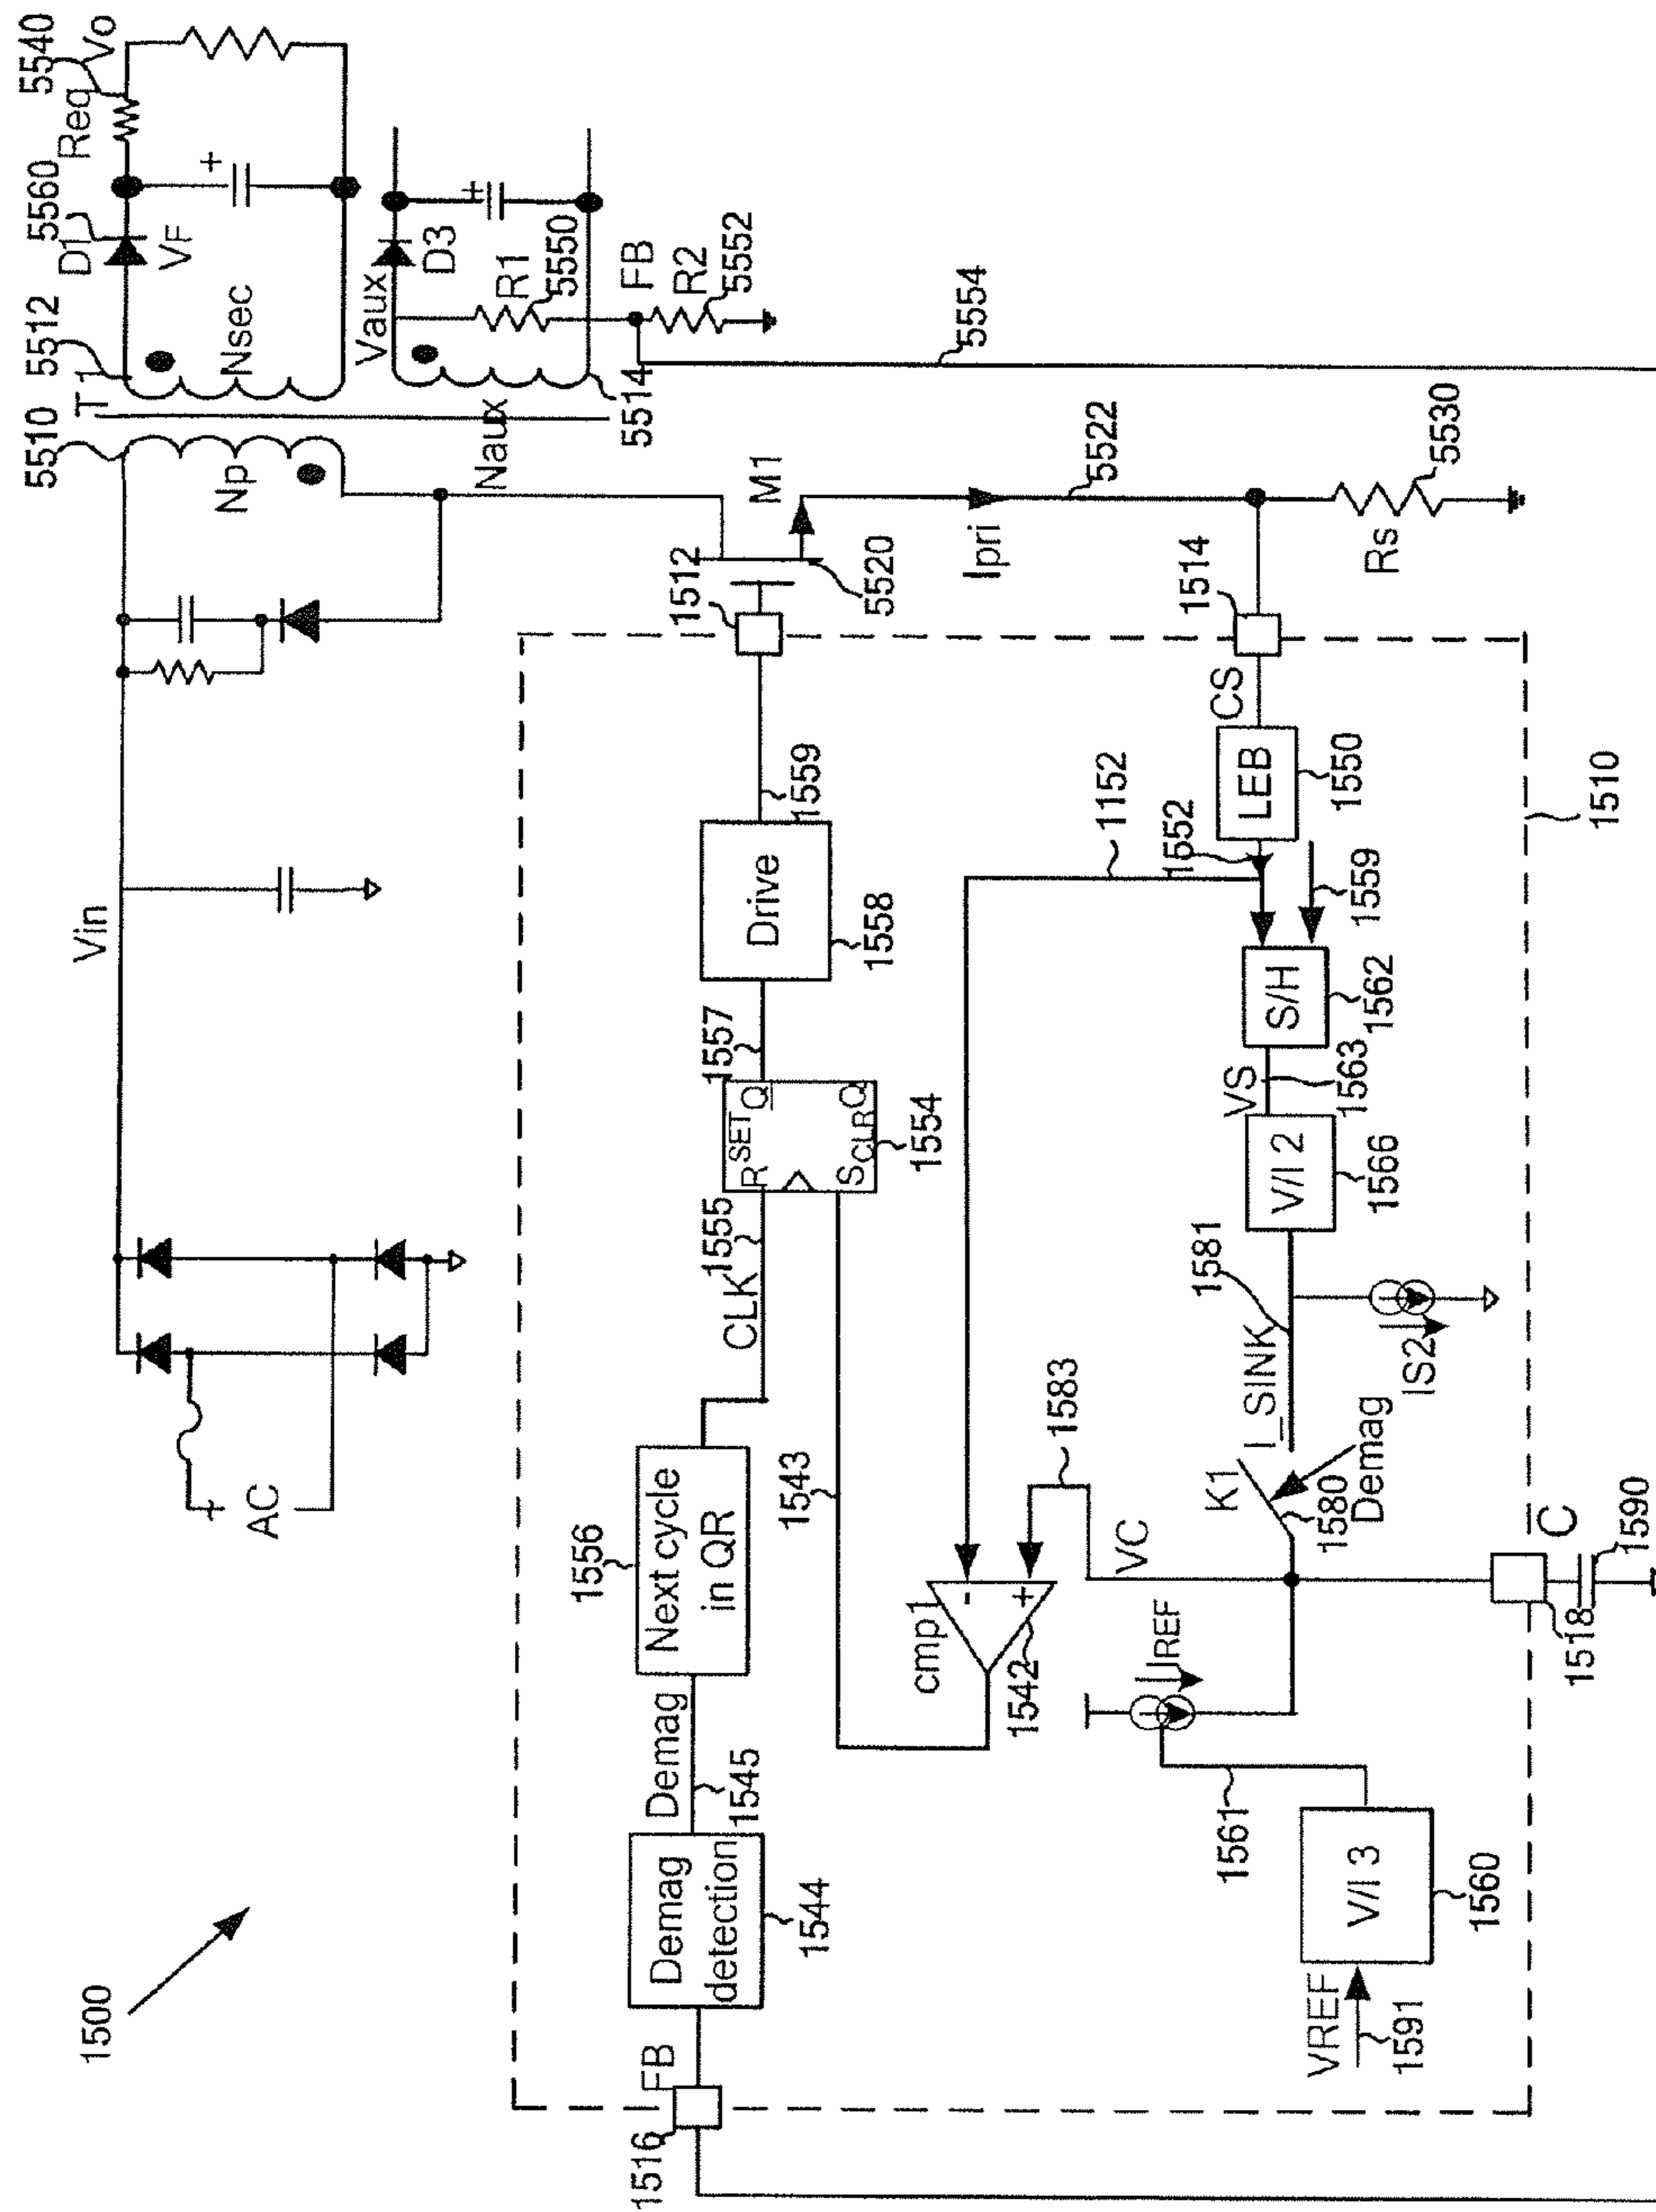 1500
AC
+
Vin
5510
T1
5512
Np
Nsec
D1
5560
VF
+
Req
5540
Vo
Naux
5514
Vaux
D3
+
R1
5550
FB
R2
5552
5554
M1
5520
1512
Ipri
5522
1514
Rs
5530
1516
FB
Demag
detection
1544
Demag
1545
1556
Next cycle
in QR
CLK
1555
R SET Q
S CLR Q
1554
1557
Drive
1558
1559
1543
cmp1
-
+
1542
1583
VC
1152
1552
CS
LEB
1550
1559
S/H
1562
VS
1563
V/I 2
1566
1581
I_SINK
IS2
K1
1580
Demag
IREF
1561
V/I 3
1560
VREF
1591
1518
C
1590
1510